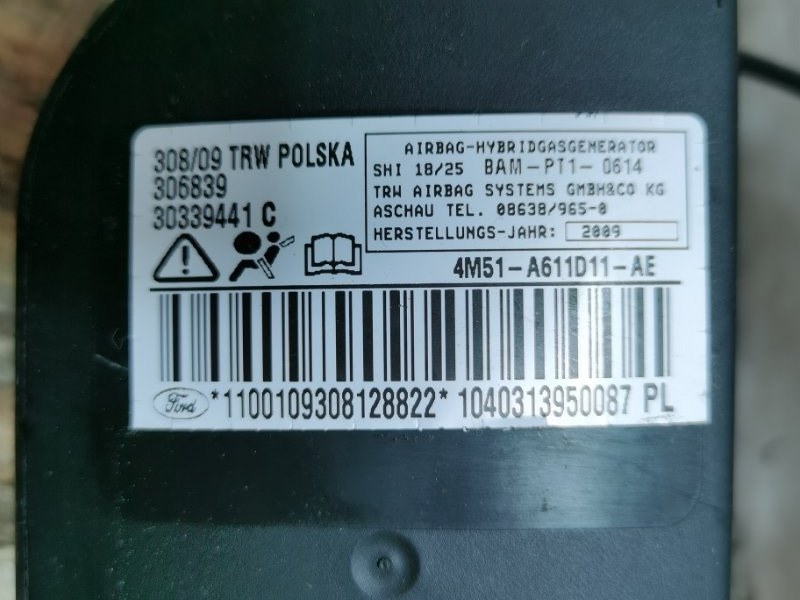 308/09 TRW POLSKA
306839
30339441 C
AIRBAG-HYBRIDGASGENERATOR
SHI 18/25 BAM-PT1-0614
TRW AIRBAG SYSTEMS GMBH&CO KG
ASCHAU TEL. 08638/965-0
HERSTELLUNGS-JAHR: 2009
4M51-A611D11-AE
Ford *1100109308128822* 1040313950087 PL